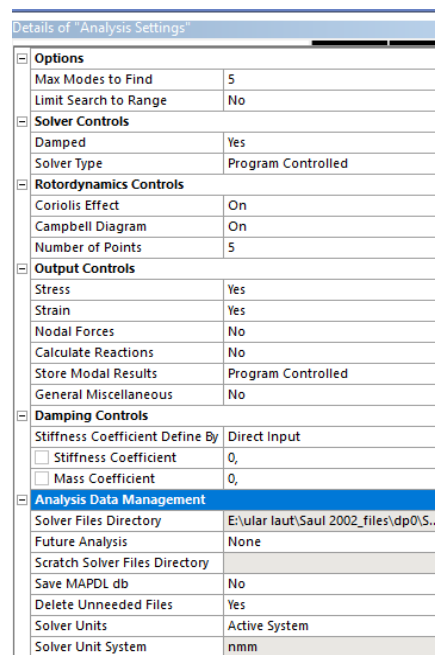 Details of "Analysis Settings"
Options
Max Modes to Find 5
Limit Search to Range No
Solver Controls
Damped Yes
Solver Type Program Controlled
Rotordynamics Controls
Coriolis Effect On
Campbell Diagram On
Number of Points 5
Output Controls
Stress Yes
Strain Yes
Nodal Forces No
Calculate Reactions No
Store Modal Results Program Controlled
General Miscellaneous No
Damping Controls
Stiffness Coefficient Define By Direct Input
Stiffness Coefficient 0,
Mass Coefficient 0,
Analysis Data Management
Solver Files Directory E:\ular laut\Saul 2002_files\dp0\S...
Future Analysis None
Scratch Solver Files Directory
Save MAPDL db No
Delete Unneeded Files Yes
Solver Units Active System
Solver Unit System nmm